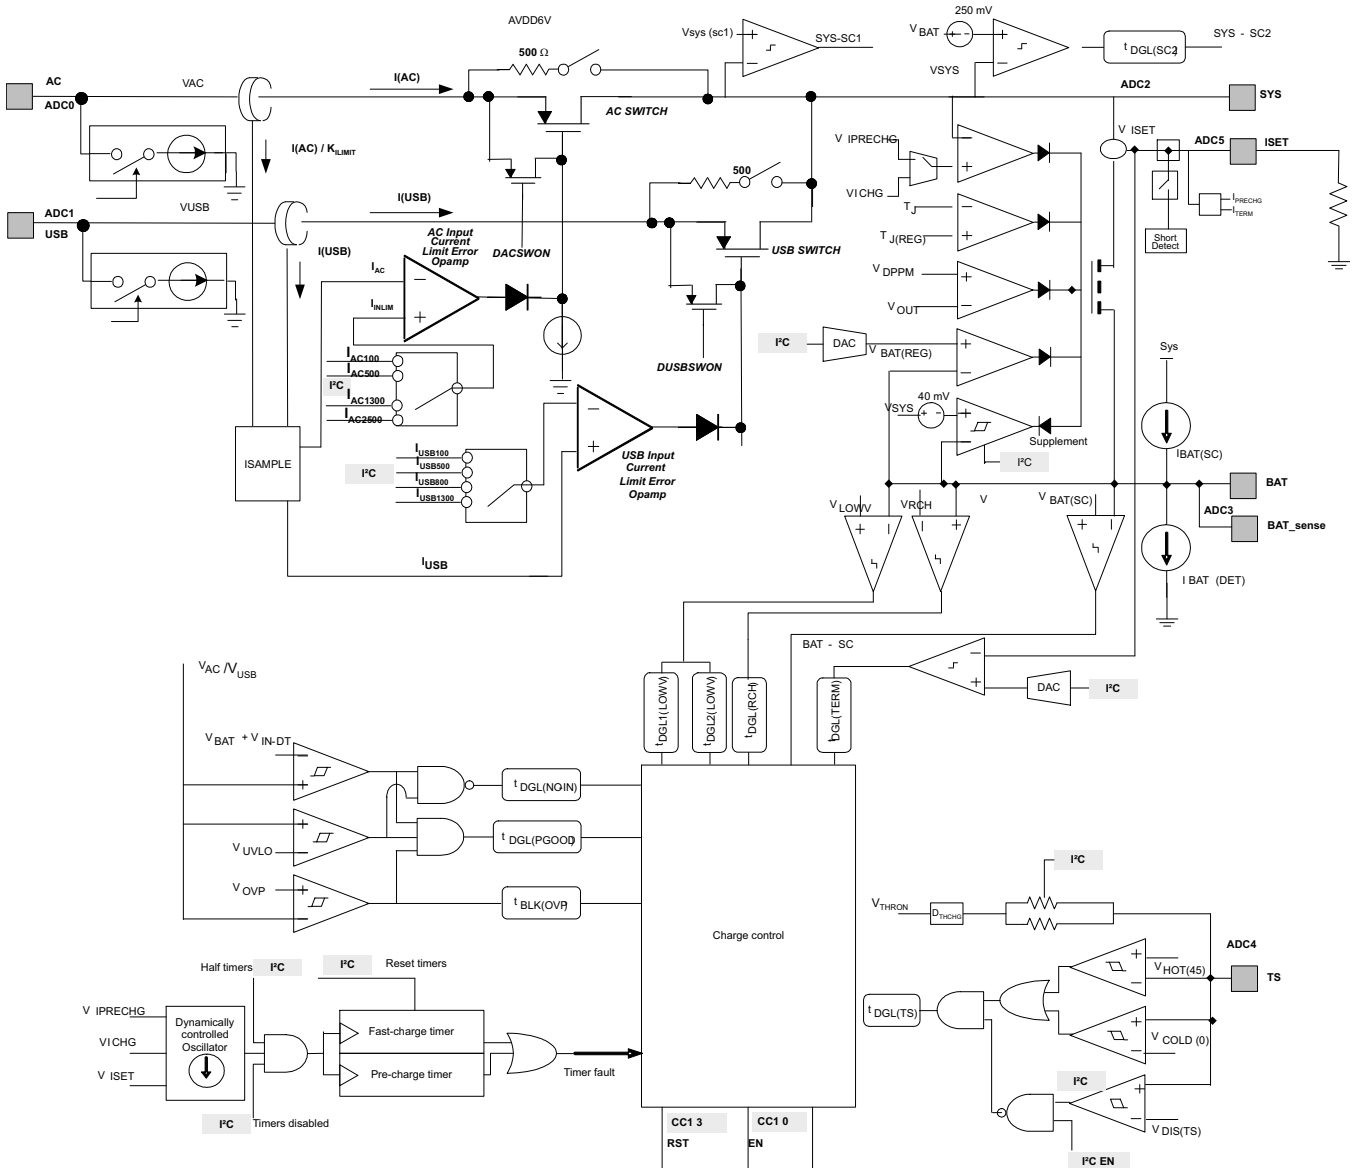 AVDD6V
500 Ω
Vsys (sc1)
SYS-SC1
250 mV
V BAT
VSYS
t DGL(SC2)
SYS - SC2
AC
ADC0
VAC
I(AC)
AC SWITCH
ADC2
SYS
I(AC) / KILIMIT
V IPRECHG
VICHG
V ISET
ADC5
ISET
IPRECHG
ITERM
Short
Detect
ADC1
USB
VUSB
I(USB)
I(USB)
500
USB SWITCH
DACSWON
AC Input
Current
Limit Error
Opamp
IAC
IINLIM
TJ
T J(REG)
V DPPM
V OUT
I²C
DAC
V BAT(REG)
DUSBSWON
IAC100
IAC500
I²C
IAC1300
IAC2500
40 mV
VSYS
Supplement
I²C
Sys
IBAT(SC)
ISAMPLE
IUSB100
IUSB500
I²C
IUSB800
IUSB1300
USB Input
Current
Limit Error
Opamp
BAT
ADC3
BAT_sense
V LOWV
VRCH
V
V BAT(SC)
IUSB
I BAT (DET)
BAT - SC
DAC
I²C
VAC /VUSB
tDGL1(LOWV)
tDGL2(LOWV)
tDGL(RCH)
tDGL(TERM)
V BAT + V IN-DT
t DGL(NOIN)
V UVLO
t DGL(PGOOD)
V OVP
t BLK(OVP)
Charge control
I²C
VTHRON
DTHCHG
ADC4
TS
V HOT(45)
V COLD (0)
t DGL(TS)
I²C
V DIS(TS)
I²C EN
Half timers
I²C
I²C
Reset timers
V IPRECHG
VICHG
V ISET
Dynamically
controlled
Oscillator
Fast-charge timer
Pre-charge timer
Timer fault
I²C
Timers disabled
CC1 3
RST
CC1 0
EN